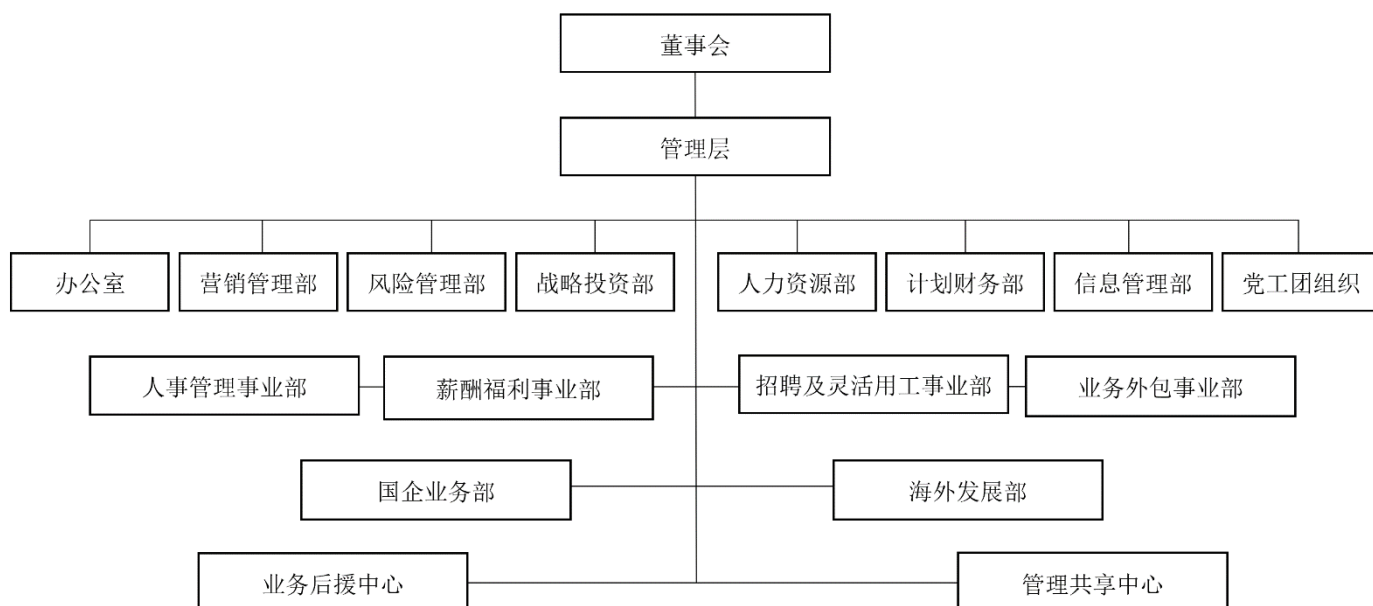 董事会
管理层
办公室
营销管理部
风险管理部
战略投资部
人力资源部
计划财务部
信息管理部
党工团组织
人事管理事业部
薪酬福利事业部
招聘及灵活用工事业部
业务外包事业部
国企业务部
海外发展部
业务后援中心
管理共享中心